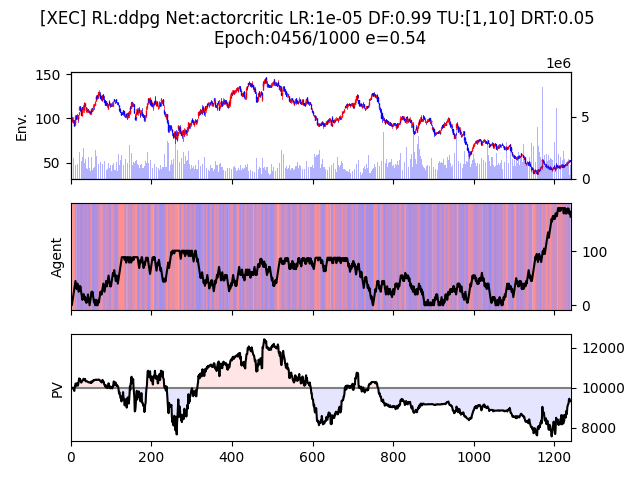 [XEC] RL:ddpg Net:actorcritic LR:1e-05 DF:0.99 TU:[1,10] DRT:0.05
Epoch:0456/1000 e=0.54
1e6
150
100
50
Env.
5
0
Agent
100
0
PV
12000
10000
8000
0 200 400 600 800 1000 1200